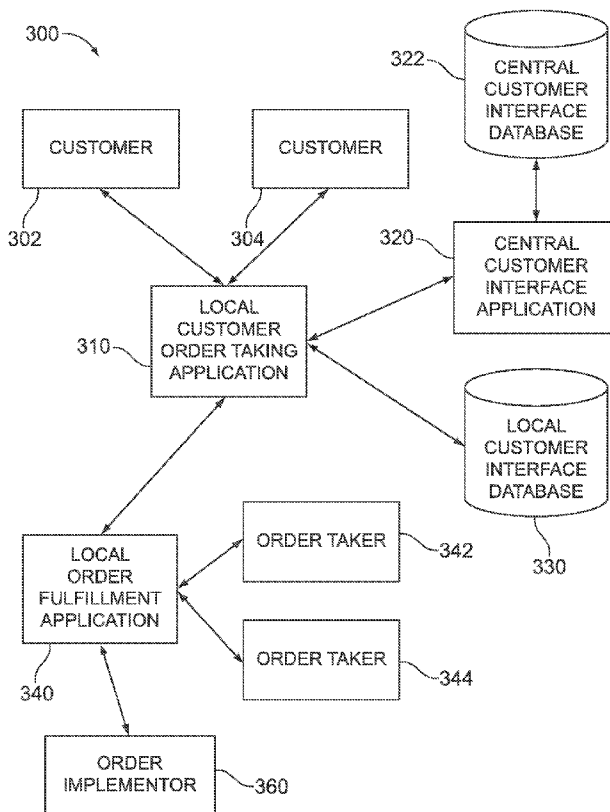 300
322
CENTRAL
CUSTOMER
INTERFACE
DATABASE
CUSTOMER
CUSTOMER
302
304
320
CENTRAL
CUSTOMER
INTERFACE
APPLICATION
310
LOCAL
CUSTOMER
ORDER TAKING
APPLICATION
LOCAL
CUSTOMER
INTERFACE
DATABASE
330
LOCAL
ORDER
FULFILLMENT
APPLICATION
340
ORDER TAKER
342
ORDER TAKER
344
ORDER
IMPLEMENTOR
360